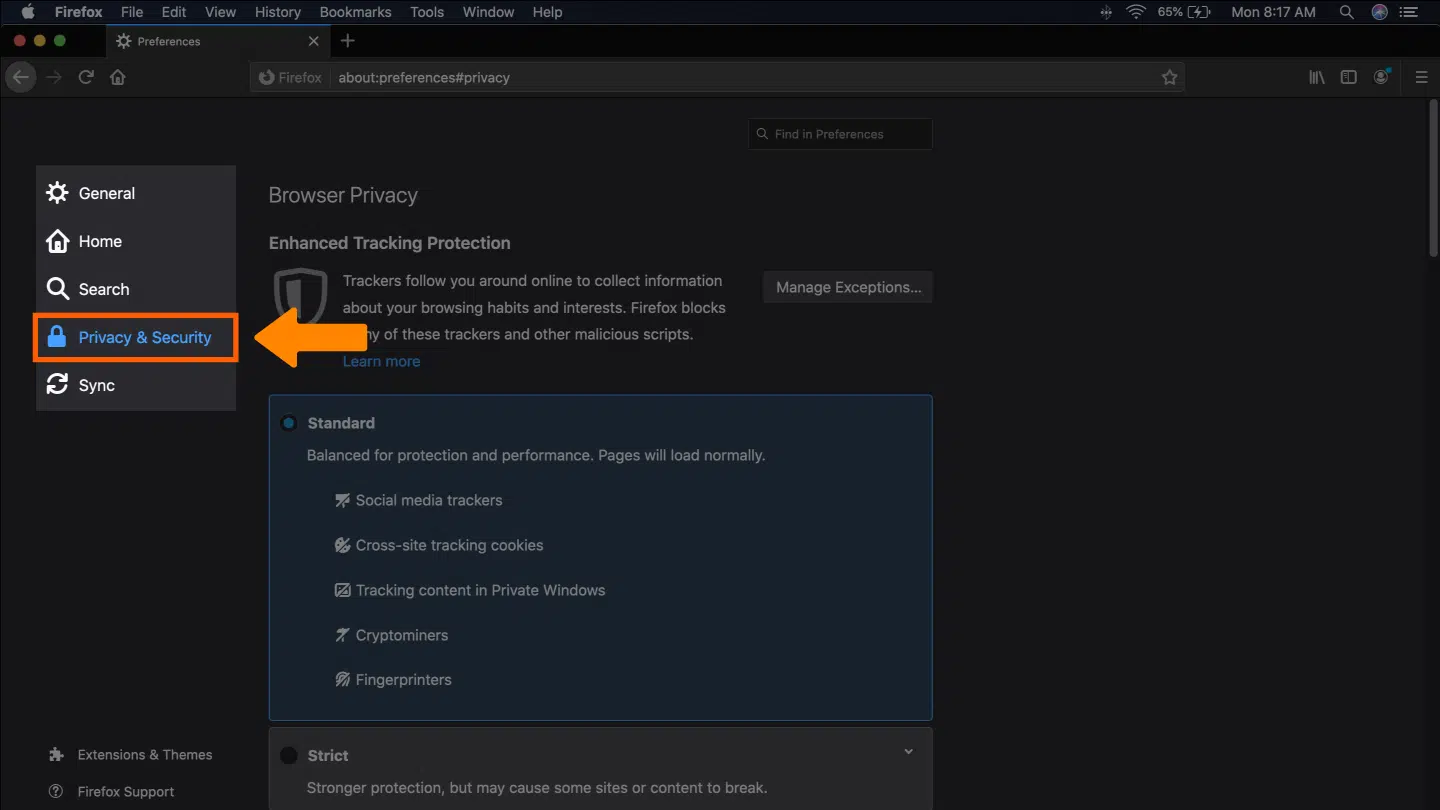 Firefox File Edit View History Bookmarks Tools Window Help 65% Mon 8:17 AM
Preferences
Firefox about:preferences#privacy
Find in Preferences
General
Home
Search
Privacy & Security
Sync
Browser Privacy
Enhanced Tracking Protection
Trackers follow you around online to collect information
about your browsing habits and interests. Firefox blocks
of these trackers and other malicious scripts.
Learn more
Manage Exceptions...
Standard
Balanced for protection and performance. Pages will load normally.
Social media trackers
Cross-site tracking cookies
Tracking content in Private Windows
Cryptominers
Fingerprinters
Strict
Stronger protection, but may cause some sites or content to break.
Extensions & Themes
Firefox Support